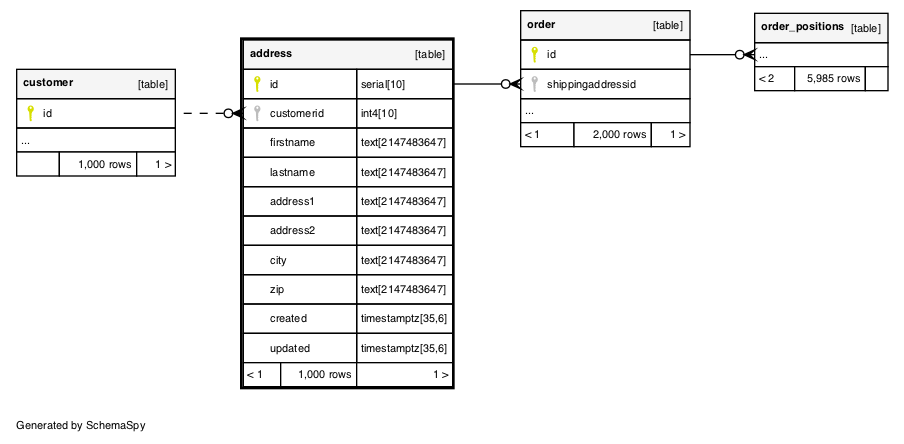 customer [table]
id
...
1,000 rows 1 >
address [table]
id serial[10]
customerid int4[10]
firstname text[2147483647]
lastname text[2147483647]
address1 text[2147483647]
address2 text[2147483647]
city text[2147483647]
zip text[2147483647]
created timestamptz[35,6]
updated timestamptz[35,6]
< 1 1,000 rows 1 >
order [table]
id
shippingaddressid
...
< 1 2,000 rows 1 >
order_positions [table]
...
< 2 5,985 rows
Generated by SchemaSpy